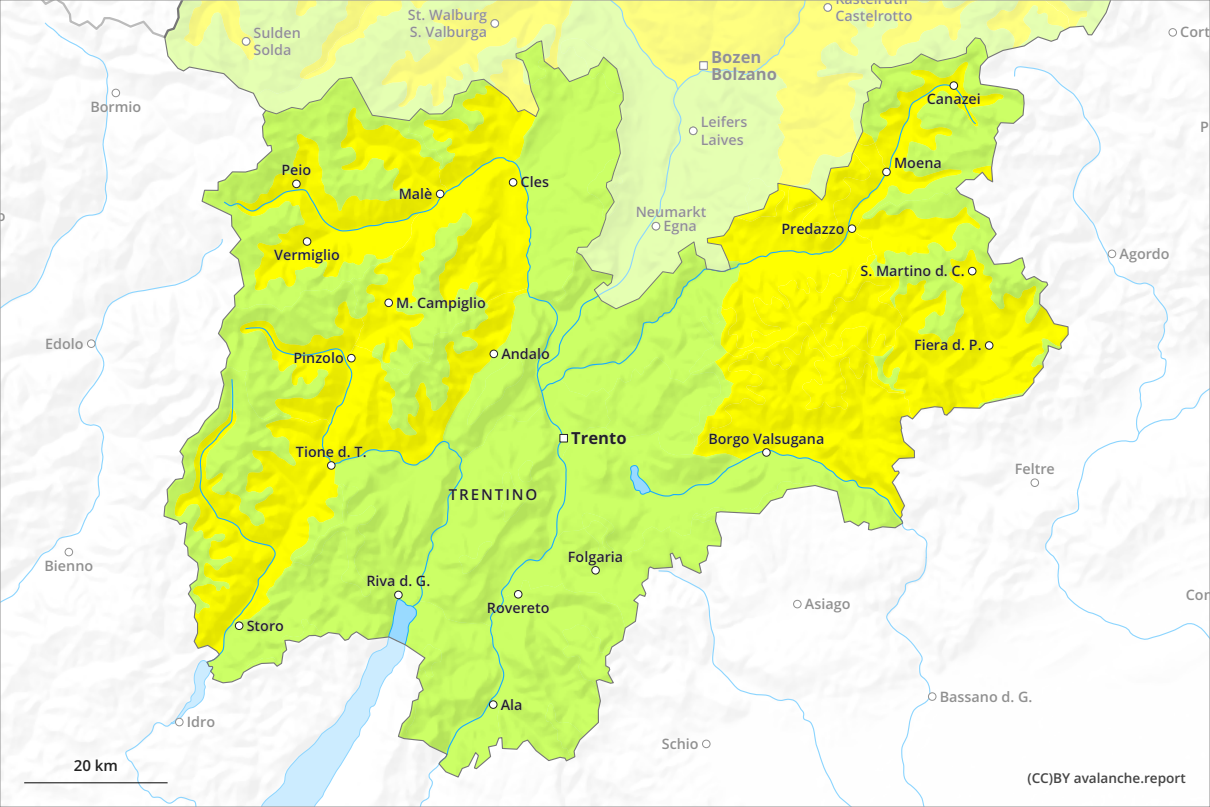 Kastelruth
Castelrotto
St. Walburg
S. Valburga
Sulden
Solda
Cort
Bozen
Bolzano
Bormio
Canazei
Leifers
Laives
P
Moena
Peio
Malè
Cles
Neumarkt
Egna
Predazzo
Vermiglio
Agordo
S. Martino d. C.
M. Campiglio
Edolo
Pinzolo
Andalo
Fiera d. P.
Trento
Borgo Valsugana
Tione d. T.
Feltre
TRENTINO
Bienno
Folgaria
Riva d. G.
Rovereto
Asiago
Cor
Storo
Bassano d. G.
Ala
Idro
Schio
20 km
(CC)BY avalanche.report